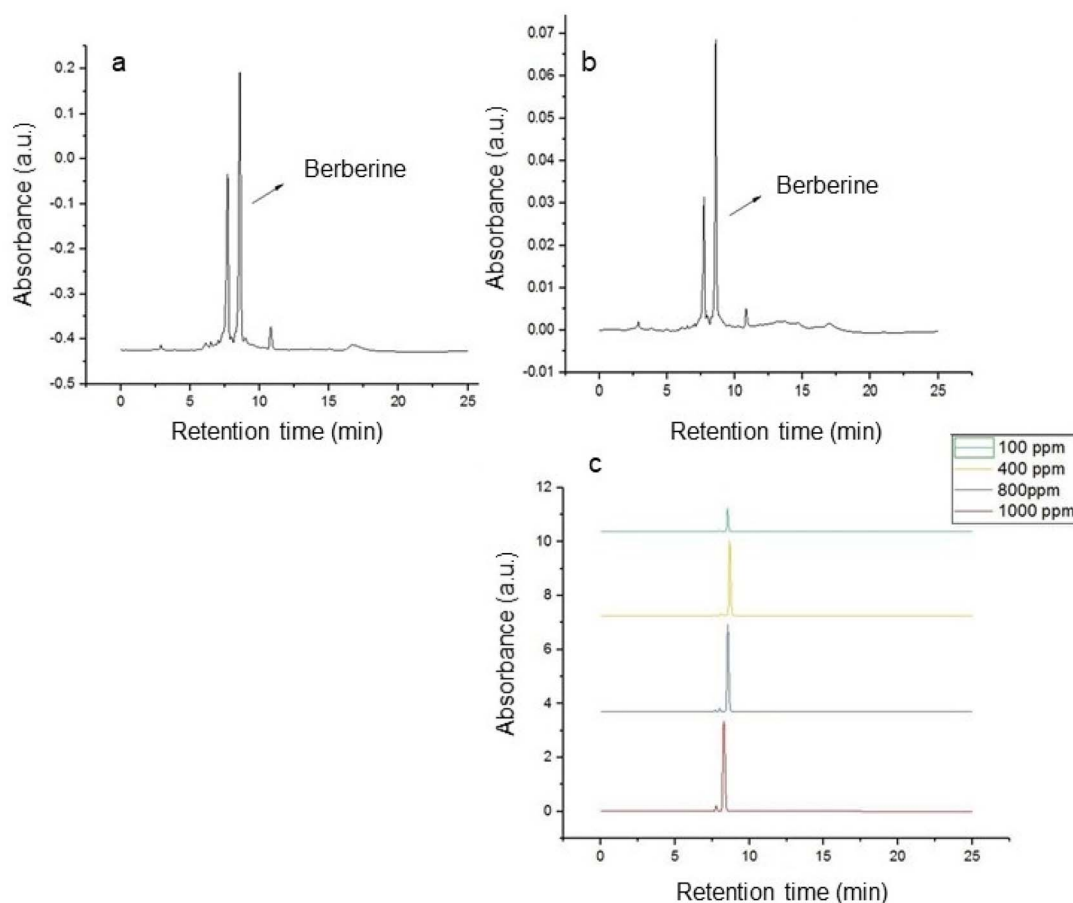 a
Absorbance (a.u.)
0.2
0.1
0.0
-0.1
-0.2
-0.3
-0.4
-0.5
Berberine
0 5 10 15 20 25
Retention time (min)
b
Absorbance (a.u.)
0.07
0.06
0.05
0.04
0.03
0.02
0.01
0.00
-0.01
Berberine
0 5 10 15 20 25
Retention time (min)
c
100 ppm
400 ppm
800ppm
1000 ppm
Absorbance (a.u.)
12
10
8
6
4
2
0
0 5 10 15 20 25
Retention time (min)